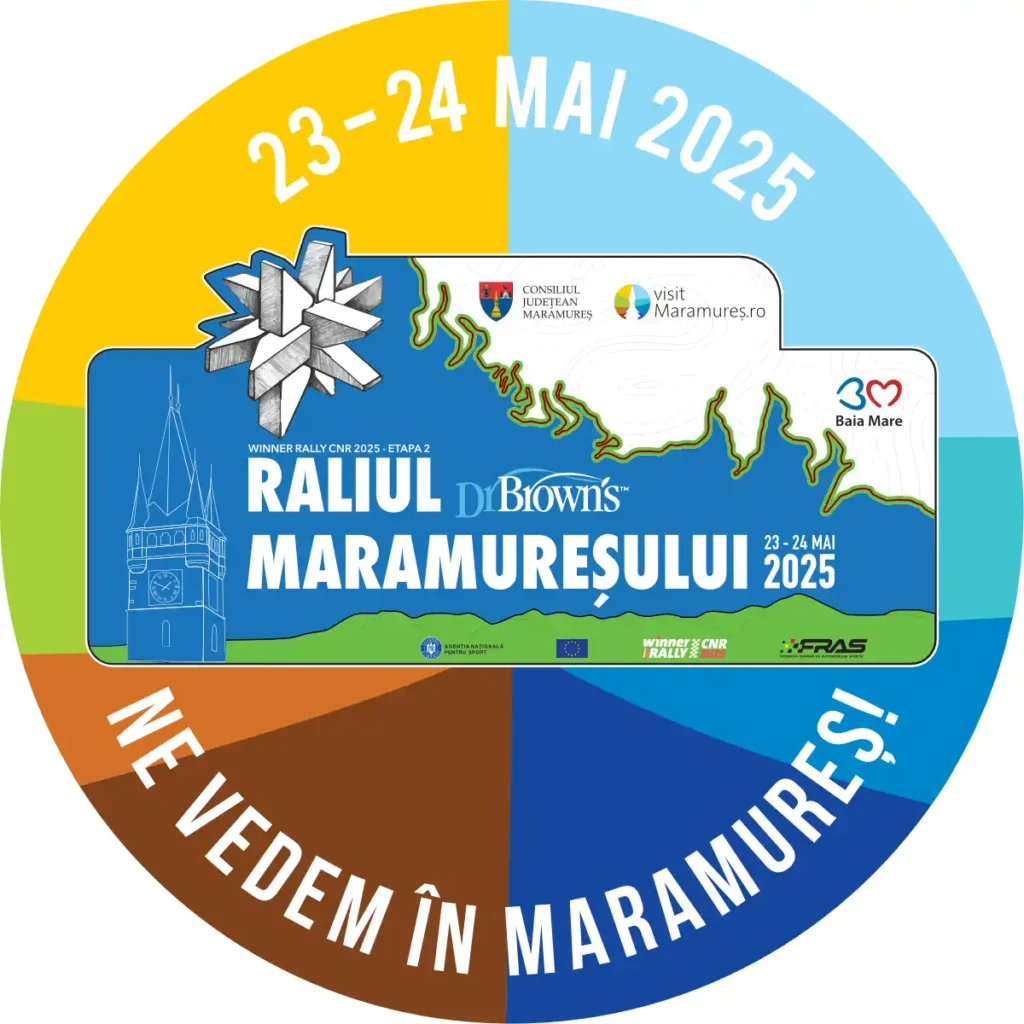 23-24 MAI 2025
CONSILIUL
JUDEȚEAN
MARAMUREȘ
visit
Maramureș.ro
Baia Mare
WINNER RALLY CNR 2025 - ETAPA 2
RALIUL Dr Brown's™
MARAMUREȘULUI
23 - 24 MAI
2025
AGENȚIA NAȚIONALĂ
PENTRU SPORT
winner CNR
RALLY 2025
FRAS
NE VEDEM ÎN MARAMUREȘ!